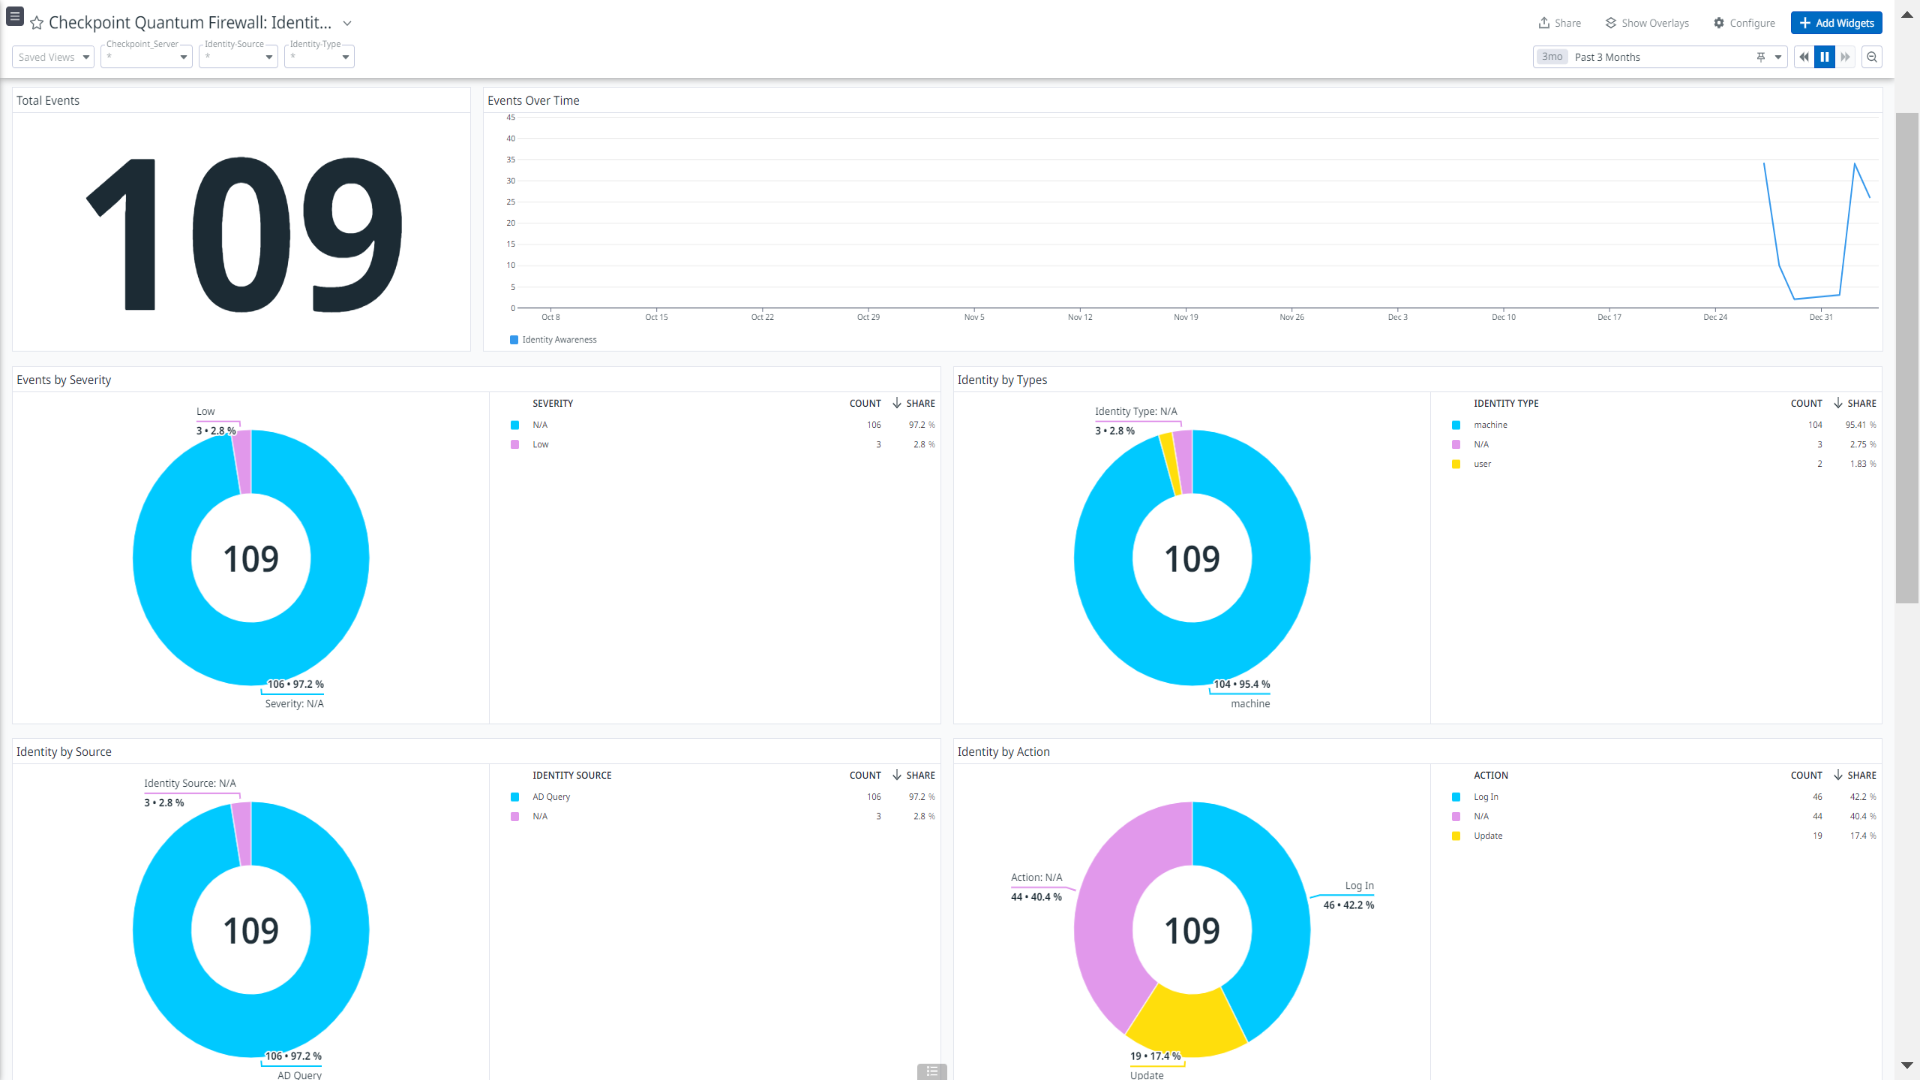 Checkpoint Quantum Firewall: Identit...
Share
Show Overlays
Configure
Add Widgets
Saved Views
Checkpoint_Server
*
Identity-Source
*
Identity-Type
*
3mo Past 3 Months
Total Events
109
Events Over Time
45
40
35
30
25
20
15
10
5
0
Oct 8 Oct 15 Oct 22 Oct 29 Nov 5 Nov 12 Nov 19 Nov 26 Dec 3 Dec 10 Dec 17 Dec 24 Dec 31
Identity Awareness
Events by Severity
Low
3 • 2.8 %
109
106 • 97.2 %
Severity: N/A
SEVERITY COUNT SHARE
N/A 106 97.2 %
Low 3 2.8 %
Identity by Types
Identity Type: N/A
3 • 2.8 %
109
104 • 95.4 %
machine
IDENTITY TYPE COUNT SHARE
machine 104 95.41 %
N/A 3 2.75 %
user 2 1.83 %
Identity by Source
Identity Source: N/A
3 • 2.8 %
109
106 • 97.2 %
AD Query
IDENTITY SOURCE COUNT SHARE
AD Query 106 97.2 %
N/A 3 2.8 %
Identity by Action
Action: N/A
44 • 40.4 %
109
Log In
46 • 42.2 %
19 • 17.4 %
Update
ACTION COUNT SHARE
Log In 46 42.2 %
N/A 44 40.4 %
Update 19 17.4 %